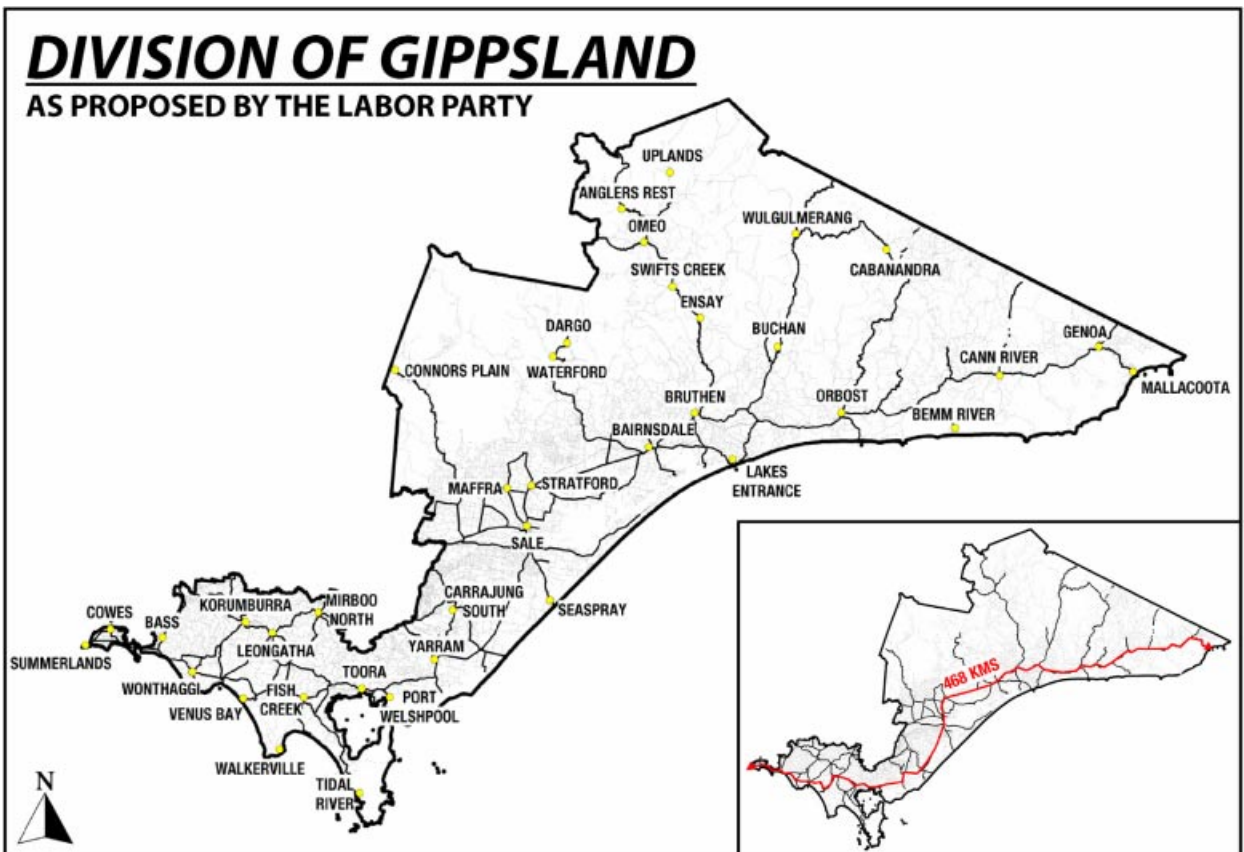 DIVISION OF GIPPSLAND
AS PROPOSED BY THE LABOR PARTY
UPLANDS
ANGLERS REST
OMEO
WULGULMERANG
SWIFTS CREEK
CABANANDRA
ENSAY
DARGO
BUCHAN
GENOA
CONNORS PLAIN
WATERFORD
CANN RIVER
MALLACOOTA
BRUTHEN
ORBOST
BEMM RIVER
BAIRNSDALE
LAKES
ENTRANCE
MAFFRA
STRATFORD
SALE
COWES
BASS
KORUMBURRA
MIRBOO
NORTH
CARRAJUNG
SOUTH
SEASPRAY
SUMMERLANDS
LEONGATHA
YARRAM
WONTHAGGI
TOORA
VENUS BAY
FISH
CREEK
PORT
WELSHPOOL
WALKERVILLE
TIDAL
RIVER
N
468 KMS